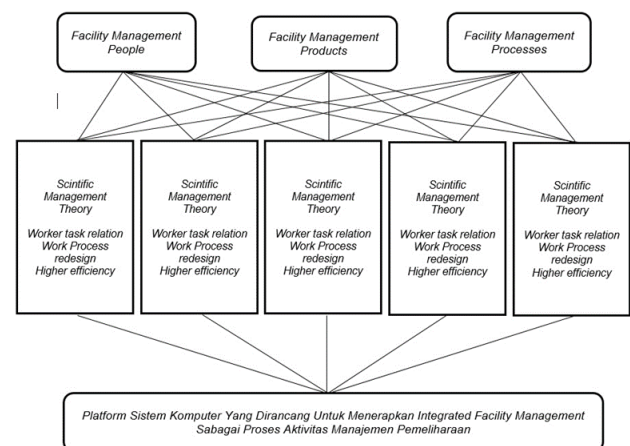 Facility Management
People
Facility Management
Products
Facility Management
Processes
Scintific
Management
Theory
Worker task relation
Work Process
redesign
Higher efficiency
Scintific
Management
Theory
Worker task relation
Work Process
redesign
Higher efficiency
Scintific
Management
Theory
Worker task relation
Work Process
redesign
Higher efficiency
Scintific
Management
Theory
Worker task relation
Work Process
redesign
Higher efficiency
Scintific
Management
Theory
Worker task relation
Work Process
redesign
Higher efficiency
Platform Sistem Komputer Yang Dirancang Untuk Menerapkan Integrated Facility Management
Sebagai Proses Aktivitas Manajemen Pemeliharaan